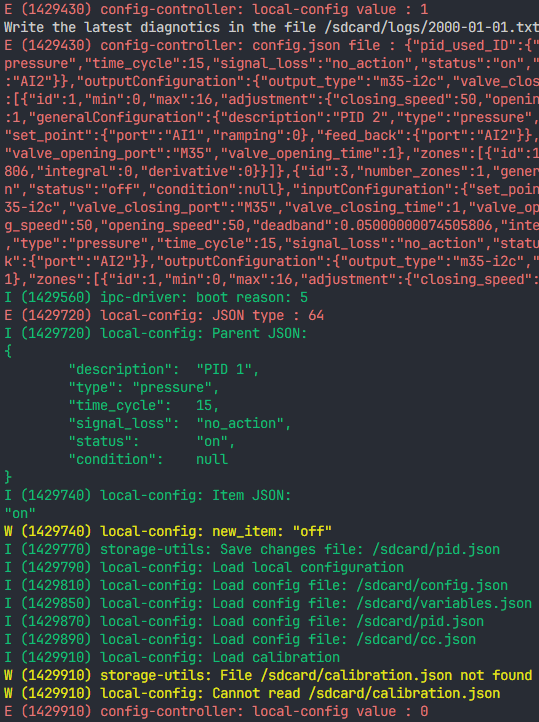 E (1429430) config-controller: local-config value : 1
Write the latest diagnostics in the file /sdcard/logs/2000-01-01.txt
E (1429430) config-controller: config.json file : {"pid_used_ID":{"
pressure","time_cycle":15,"signal_loss":"no_action","status":"on","
:"AI2"}},"outputConfiguration":{"output_type":"m35-i2c","valve_clos
:[{"id":1,"min":0,"max":16,"adjustment":{"closing_speed":50,"openin
:1,"generalConfiguration":{"description":"PID 2","type":"pressure",
"set_point":{"port":"AI1","ramping":0},"feed_back":{"port":"AI2"}},
"valve_opening_port":"M35","valve_opening_time":1},"zones":[{"id":1
806,"integral":0,"derivative":0}}]},{"id":3,"number_zones":1,"gener
n","status":"off","condition":null},"inputConfiguration":{"set_poin
35-i2c","valve_closing_port":"M35","valve_closing_time":1,"valve_op
g_speed":50,"opening_speed":50,"deadband":0.05000000074505806,"inte
,"type":"pressure","time_cycle":15,"signal_loss":"no_action","statu
k":{"port":"AI2"}},"outputConfiguration":{"output_type":"m35-i2c","
1},"zones":[{"id":1,"min":0,"max":16,"adjustment":{"closing_speed":
I (1429560) ipc-driver: boot reason: 5
E (1429720) local-config: JSON type : 64
I (1429720) local-config: Parent JSON:
{
"description": "PID 1",
"type": "pressure",
"time_cycle": 15,
"signal_loss": "no_action",
"status": "on",
"condition": null
}
I (1429740) local-config: Item JSON:
"on"
W (1429740) local-config: new_item: "off"
I (1429770) storage-utils: Save changes file: /sdcard/pid.json
I (1429790) local-config: Load local configuration
I (1429810) local-config: Load config file: /sdcard/config.json
I (1429850) local-config: Load config file: /sdcard/variables.json
I (1429870) local-config: Load config file: /sdcard/pid.json
I (1429890) local-config: Load config file: /sdcard/cc.json
I (1429910) local-config: Load calibration
W (1429910) storage-utils: File /sdcard/calibration.json not found
W (1429910) local-config: Cannot read /sdcard/calibration.json
E (1429910) config-controller: local-config value : 0